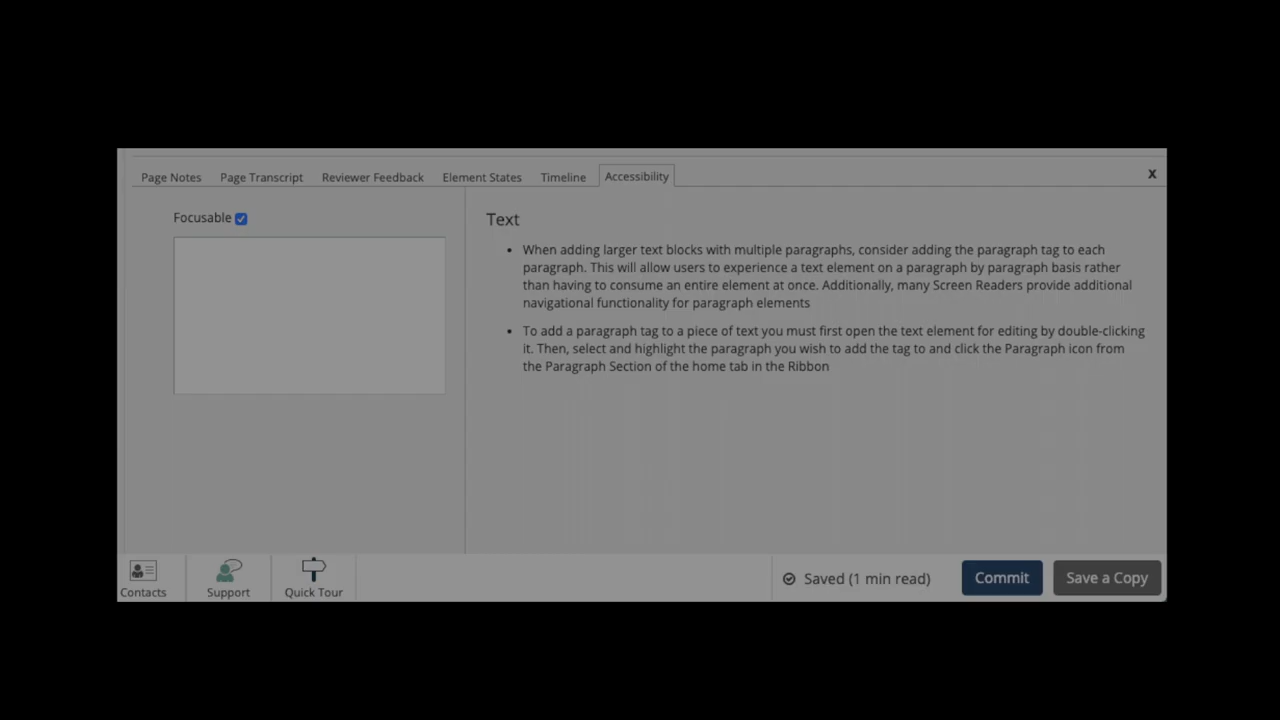 Page Notes Page Transcript Reviewer Feedback Element States Timeline Accessibility X
Focusable
Text
• When adding larger text blocks with multiple paragraphs, consider adding the paragraph tag to each
paragraph. This will allow users to experience a text element on a paragraph by paragraph basis rather
than having to consume an entire element at once. Additionally, many Screen Readers provide additional
navigational functionality for paragraph elements
• To add a paragraph tag to a piece of text you must first open the text element for editing by double-clicking
it. Then, select and highlight the paragraph you wish to add the tag to and click the Paragraph icon from
the Paragraph Section of the home tab in the Ribbon
Contacts Support Quick Tour Saved (1 min read) Commit Save a Copy